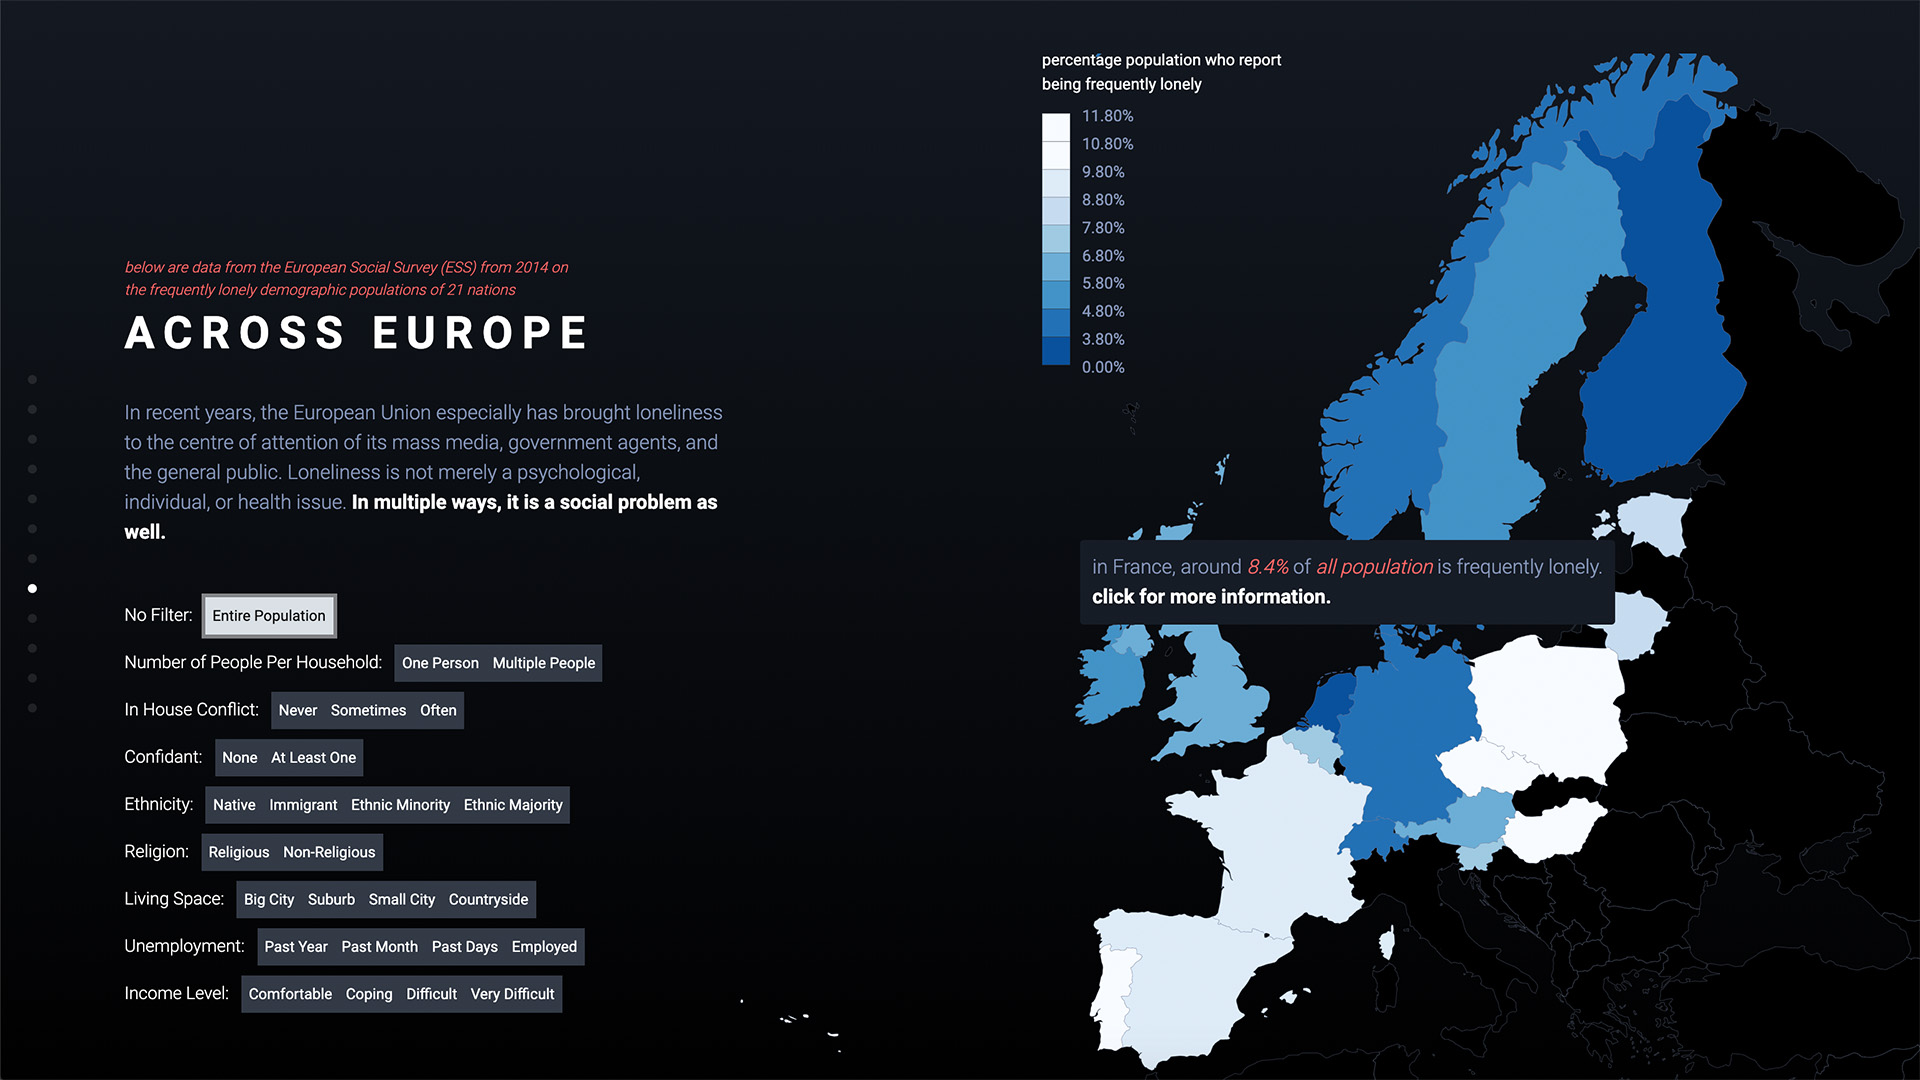 percentage population who report
being frequently lonely
11.80%
10.80%
9.80%
8.80%
7.80%
6.80%
5.80%
4.80%
3.80%
0.00%
below are data from the European Social Survey (ESS) from 2014 on
the frequently lonely demographic populations of 21 nations
ACROSS EUROPE
In recent years, the European Union especially has brought loneliness
to the centre of attention of its mass media, government agents, and
the general public. Loneliness is not merely a psychological,
individual, or health issue. In multiple ways, it is a social problem as
well.
in France, around 8.4% of all population is frequently lonely.
click for more information.
No Filter: Entire Population
Number of People Per Household: One Person Multiple People
In House Conflict: Never Sometimes Often
Confidant: None At Least One
Ethnicity: Native Immigrant Ethnic Minority Ethnic Majority
Religion: Religious Non-Religious
Living Space: Big City Suburb Small City Countryside
Unemployment: Past Year Past Month Past Days Employed
Income Level: Comfortable Coping Difficult Very Difficult